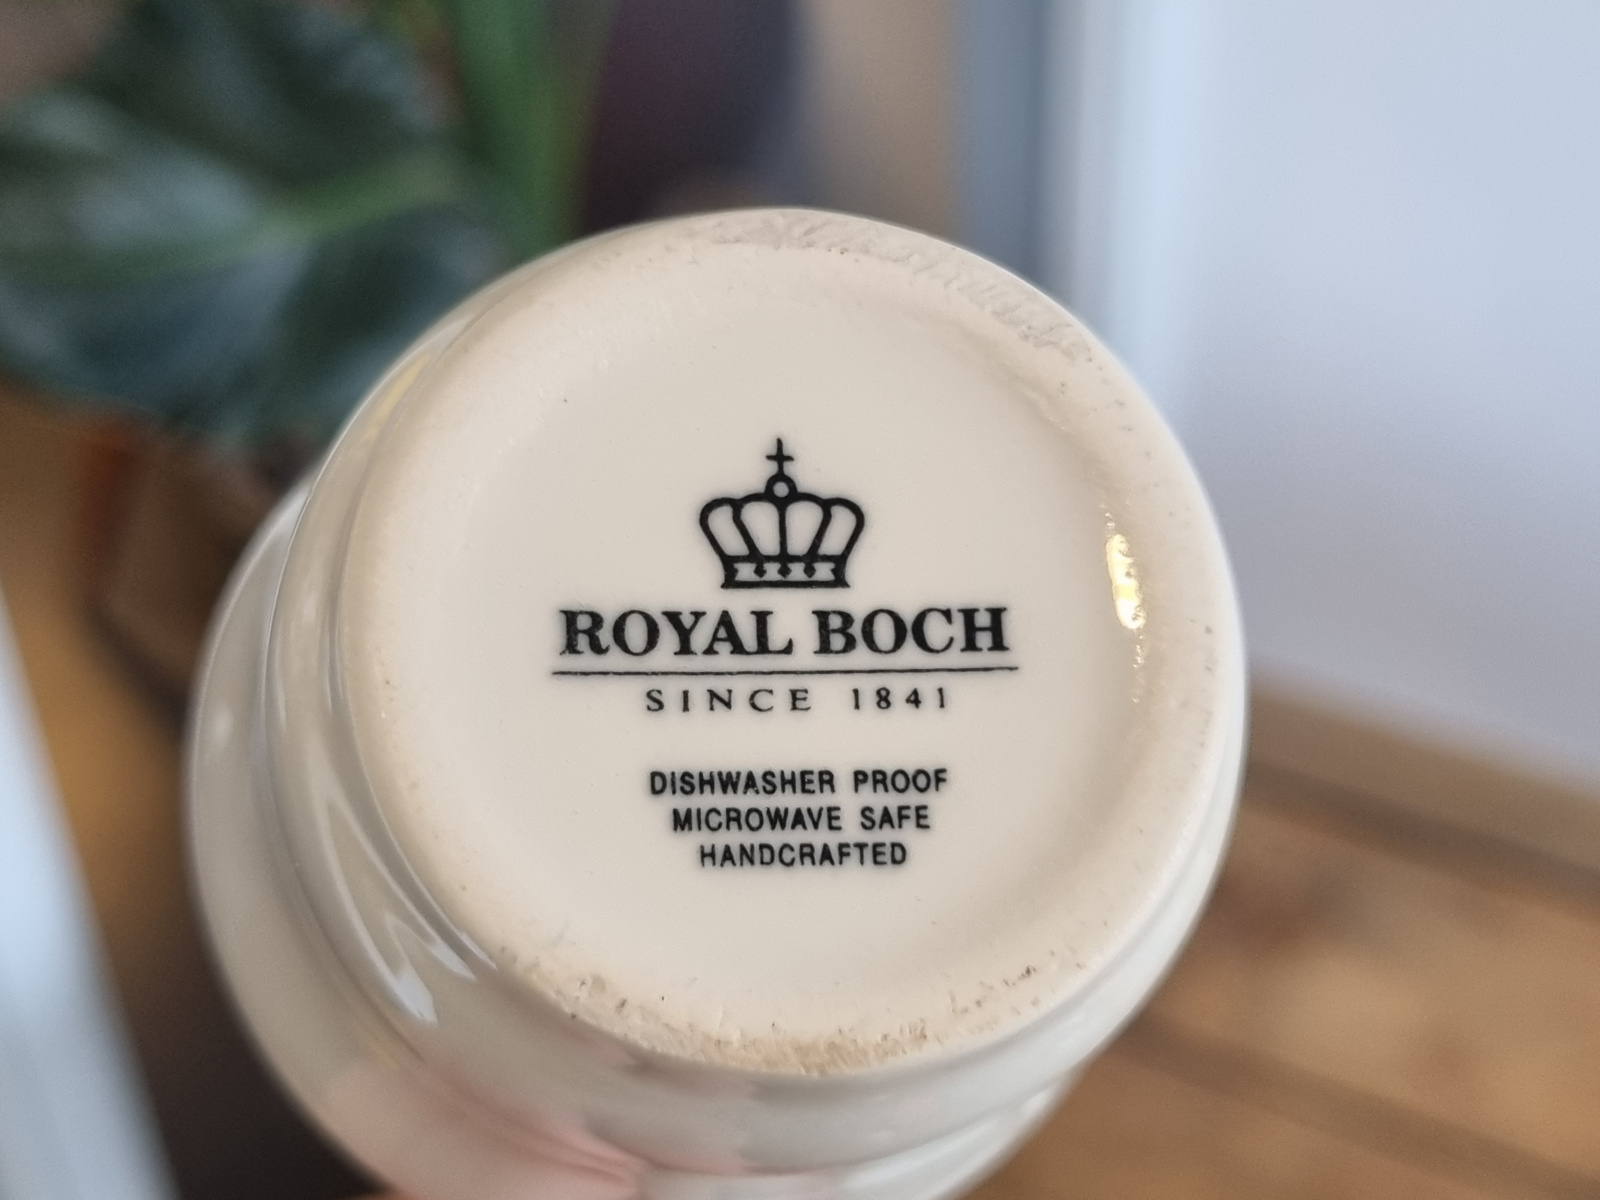 ROYAL BOCH
SINCE 1841
DISHWASHER PROOF
MICROWAVE SAFE
HANDCRAFTED